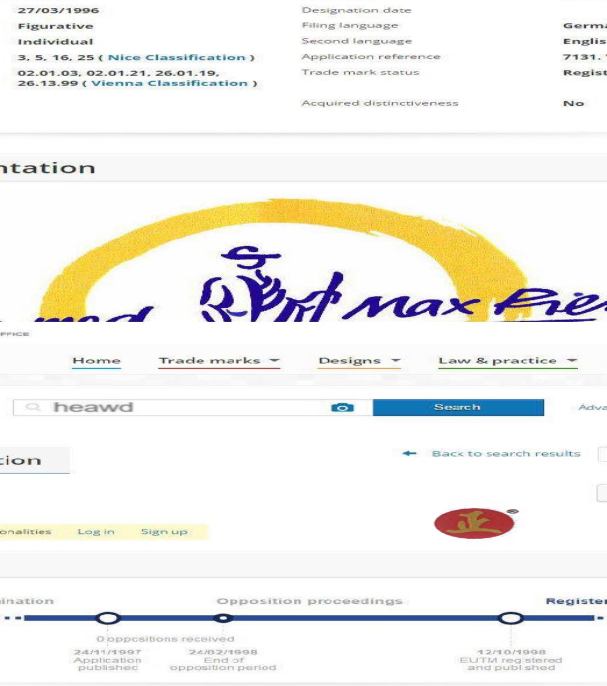 27/03/1996 Designation date
Figurative Filing language Germa
Individual Second language Englis
3, 5, 16, 25 ( Nice Classification ) Application reference 7131.
02.01.03, 02.01.21, 26.01.19, Trade mark status Regist
26.13.99 ( Vienna Classification )
Acquired distinctiveness No
ntation
med Max
OFFICE
Home Trade marks Designs Law & practice
heawd Search Adva
tion Back to search results
onalities Log in Sign up
正 ®
ination Opposition proceedings Register
0 oppositions received
24/11/1997 24/02/1998 12/10/1998
Application End of EUTM registered
published opposition period and published